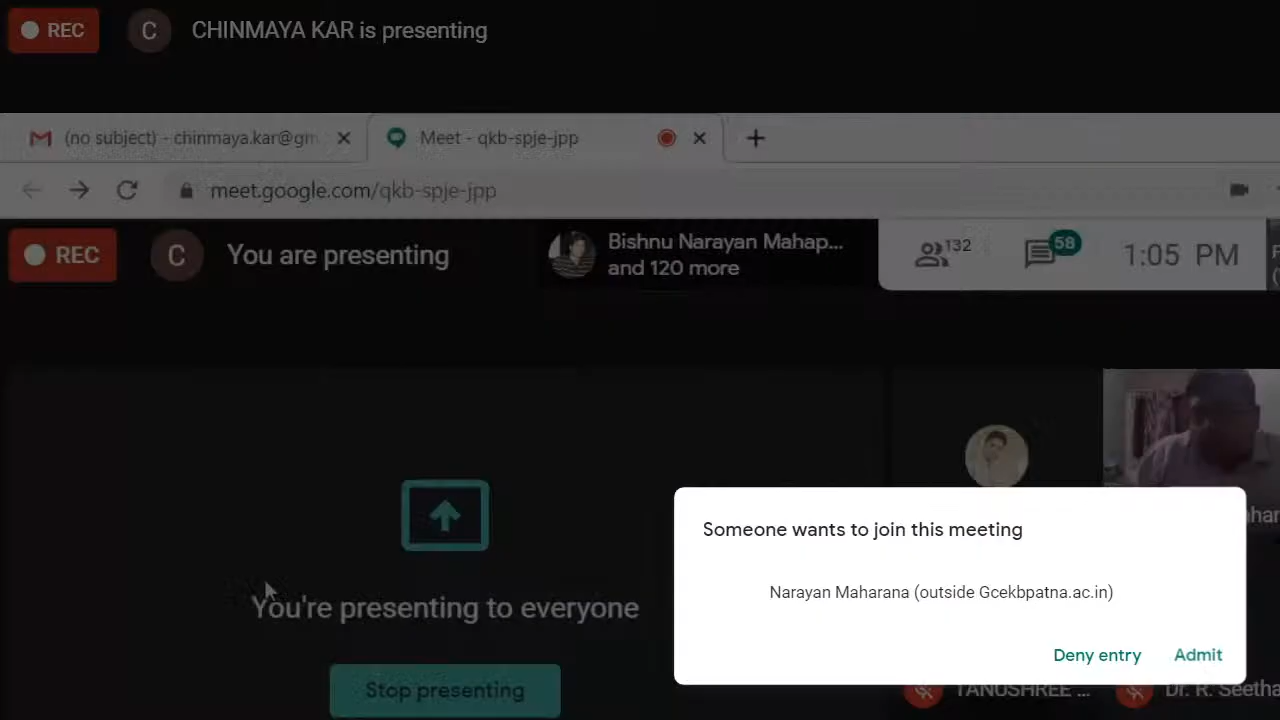 REC
C
CHINMAYA KAR is presenting
(no subject) - chinmaya.kar@gm
Meet - qkb-spje-jpp
meet.google.com/qkb-spje-jpp
REC
C
You are presenting
Bishnu Narayan Mahap...
and 120 more
132
58
1:05 PM
Someone wants to join this meeting
Narayan Maharana (outside Gcekbpatna.ac.in)
You're presenting to everyone
Deny entry
Admit
Stop presenting
TANUSHREE ...
Dr. R. Seetha